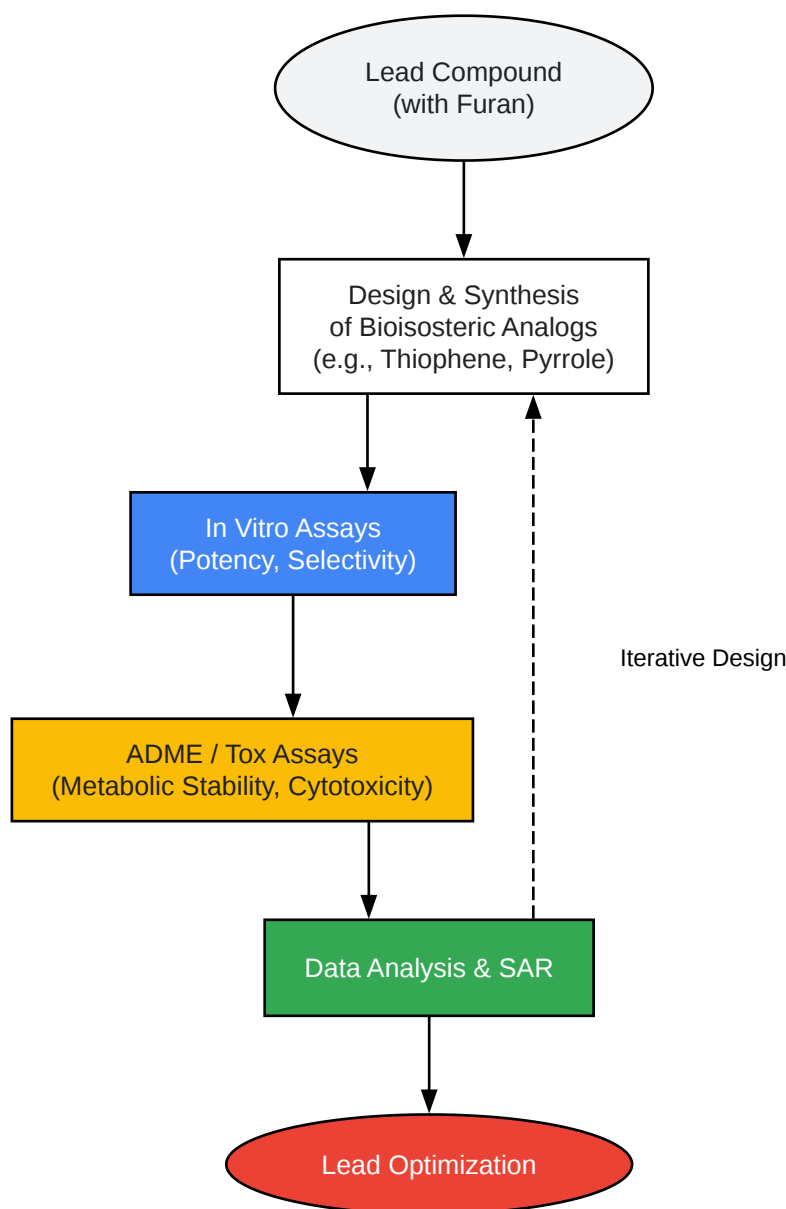 Lead Compound
(with Furan)
Design & Synthesis
of Bioisosteric Analogs
(e.g., Thiophene, Pyrrole)
In Vitro Assays
(Potency, Selectivity)
Iterative Design
ADME / Tox Assays
(Metabolic Stability, Cytotoxicity)
Data Analysis & SAR
Lead Optimization